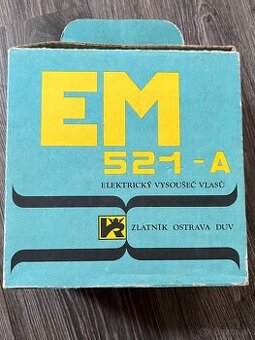 EM
521-A
ELEKTRICKÝ VYSOUŠEČ VLASŮ
ZLATNÍK OSTRAVA DUV